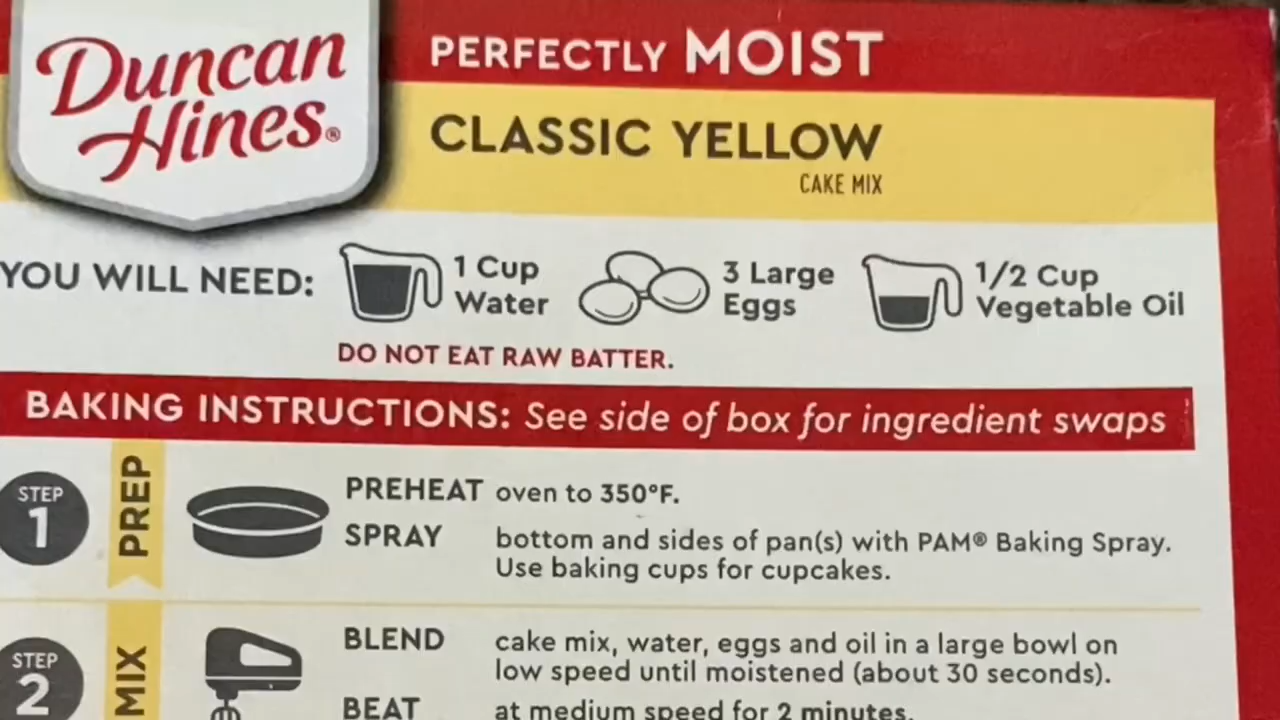 Duncan
Hines®
PERFECTLY MOIST
CLASSIC YELLOW
CAKE MIX
YOU WILL NEED:
1 Cup
Water
3 Large
Eggs
1/2 Cup
Vegetable Oil
DO NOT EAT RAW BATTER.
BAKING INSTRUCTIONS: See side of box for ingredient swaps
STEP
1
PREP
PREHEAT oven to 350°F.
SPRAY bottom and sides of pan(s) with PAM® Baking Spray.
Use baking cups for cupcakes.
STEP
2
MIX
BLEND cake mix, water, eggs and oil in a large bowl on
low speed until moistened (about 30 seconds).
BEAT at medium speed for 2 minutes.